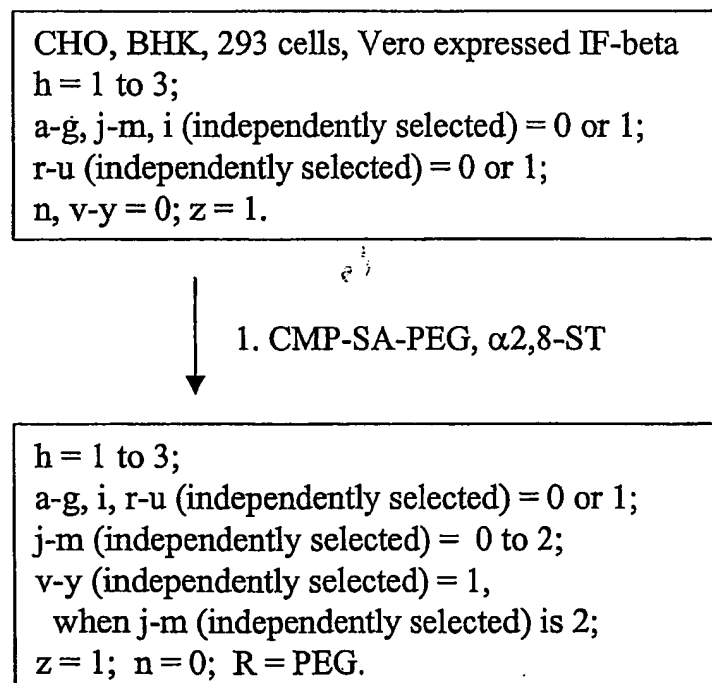 CHO, BHK, 293 cells, Vero expressed IF-beta
h = 1 to 3;
a-g, j-m, i (independently selected) = 0 or 1;
r-u (independently selected) = 0 or 1;
n, v-y = 0; z = 1.
1. CMP-SA-PEG, α2,8-ST
h = 1 to 3;
a-g, i, r-u (independently selected) = 0 or 1;
j-m (independently selected) = 0 to 2;
v-y (independently selected) = 1,
when j-m (independently selected) is 2;
z = 1; n = 0; R = PEG.